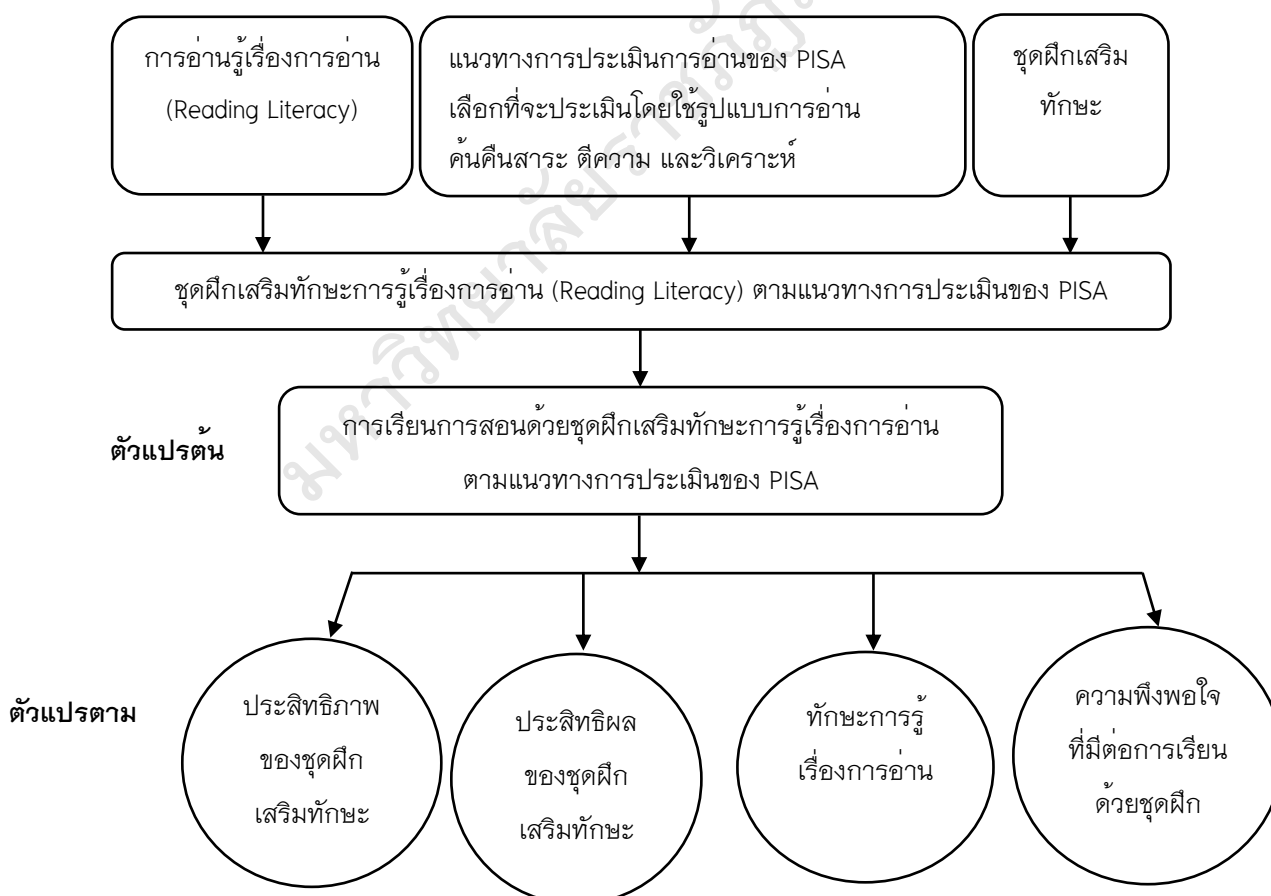 การอ่านรู้เรื่องการอ่าน
(Reading Literacy)
แนวทางการประเมินการอ่านของ PISA
เลือกที่จะประเมินโดยใช้รูปแบบการอ่าน
ค้นคืนสาระ ตีความ และวิเคราะห์
ชุดฝึกเสริม
ทักษะ
ชุดฝึกเสริมทักษะการรู้เรื่องการอ่าน (Reading Literacy) ตามแนวทางการประเมินของ PISA
ตัวแปรต้น
การเรียนการสอนด้วยชุดฝึกเสริมทักษะการรู้เรื่องการอ่าน
ตามแนวทางการประเมินของ PISA
ตัวแปรตาม
ประสิทธิภาพ
ของชุดฝึก
เสริมทักษะ
ประสิทธิผล
ของชุดฝึก
เสริมทักษะ
ทักษะการรู้
เรื่องการอ่าน
ความพึงพอใจ
ที่มีต่อการเรียน
ด้วยชุดฝึก
มหาวิทยาลัยราชภัฏ